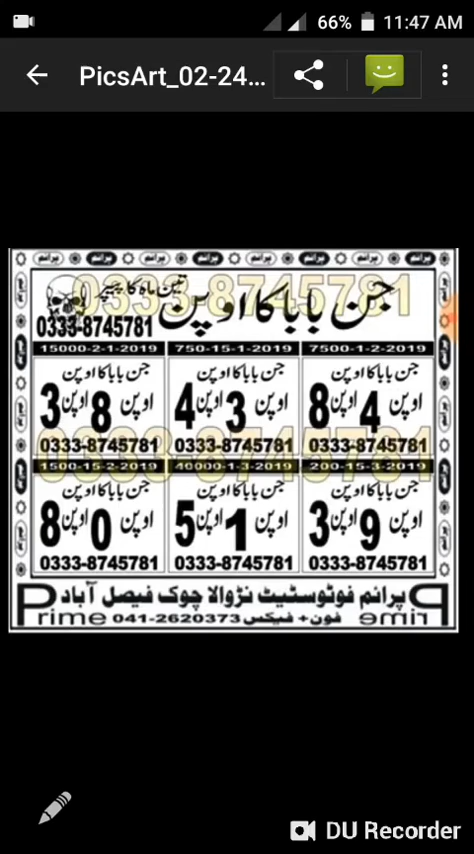 66% 11:47 AM
PicsArt_02-24...
جن بابا کا اوپن
تین ماہ کا پیپر
0333-8745781
0333-8745781
15000-2-1-2019 750-15-1-2019 7500-1-2-2019
جن بابا کا اوپن جن بابا کا اوپن جن بابا کا اوپن
3 اوپن 8 اوپن 4 اوپن 3 اوپن 8 اوپن 4 اوپن
0333-8745781 0333-8745781 0333-8745781
0333-8745781
1500-15-2-2019 40000-1-3-2019 200-15-3-2019
جن بابا کا اوپن جن بابا کا اوپن جن بابا کا اوپن
8 اوپن 0 اوپن 5 اوپن 1 اوپن 3 اوپن 9 اوپن
0333-8745781 0333-8745781 0333-8745781
پرائم فوٹوسٹیٹ نڑوالا چوک فیصل آباد
Prime 041-2620373 فون + فیکس Prime
DU Recorder